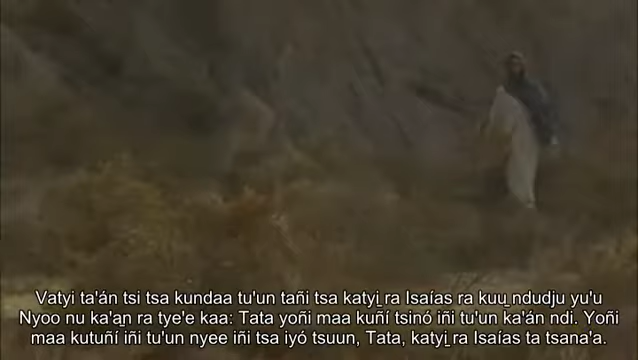 Vatyi ta'án tsi tsa kundaa tu'un tañi tsa katyi̱ ra Isaías ra kuu̱ ndudju yu'u
Nyoo nu ka'a̱n ra tye'e kaa: Tata yoñi maa kuñí tsinó iñi tu'un ka'án ndi. Yoñi
maa kutuñí iñi tu'un nyee iñi tsa iyó tsuun, Tata, katyi̱ ra Isaías ta tsana'a.